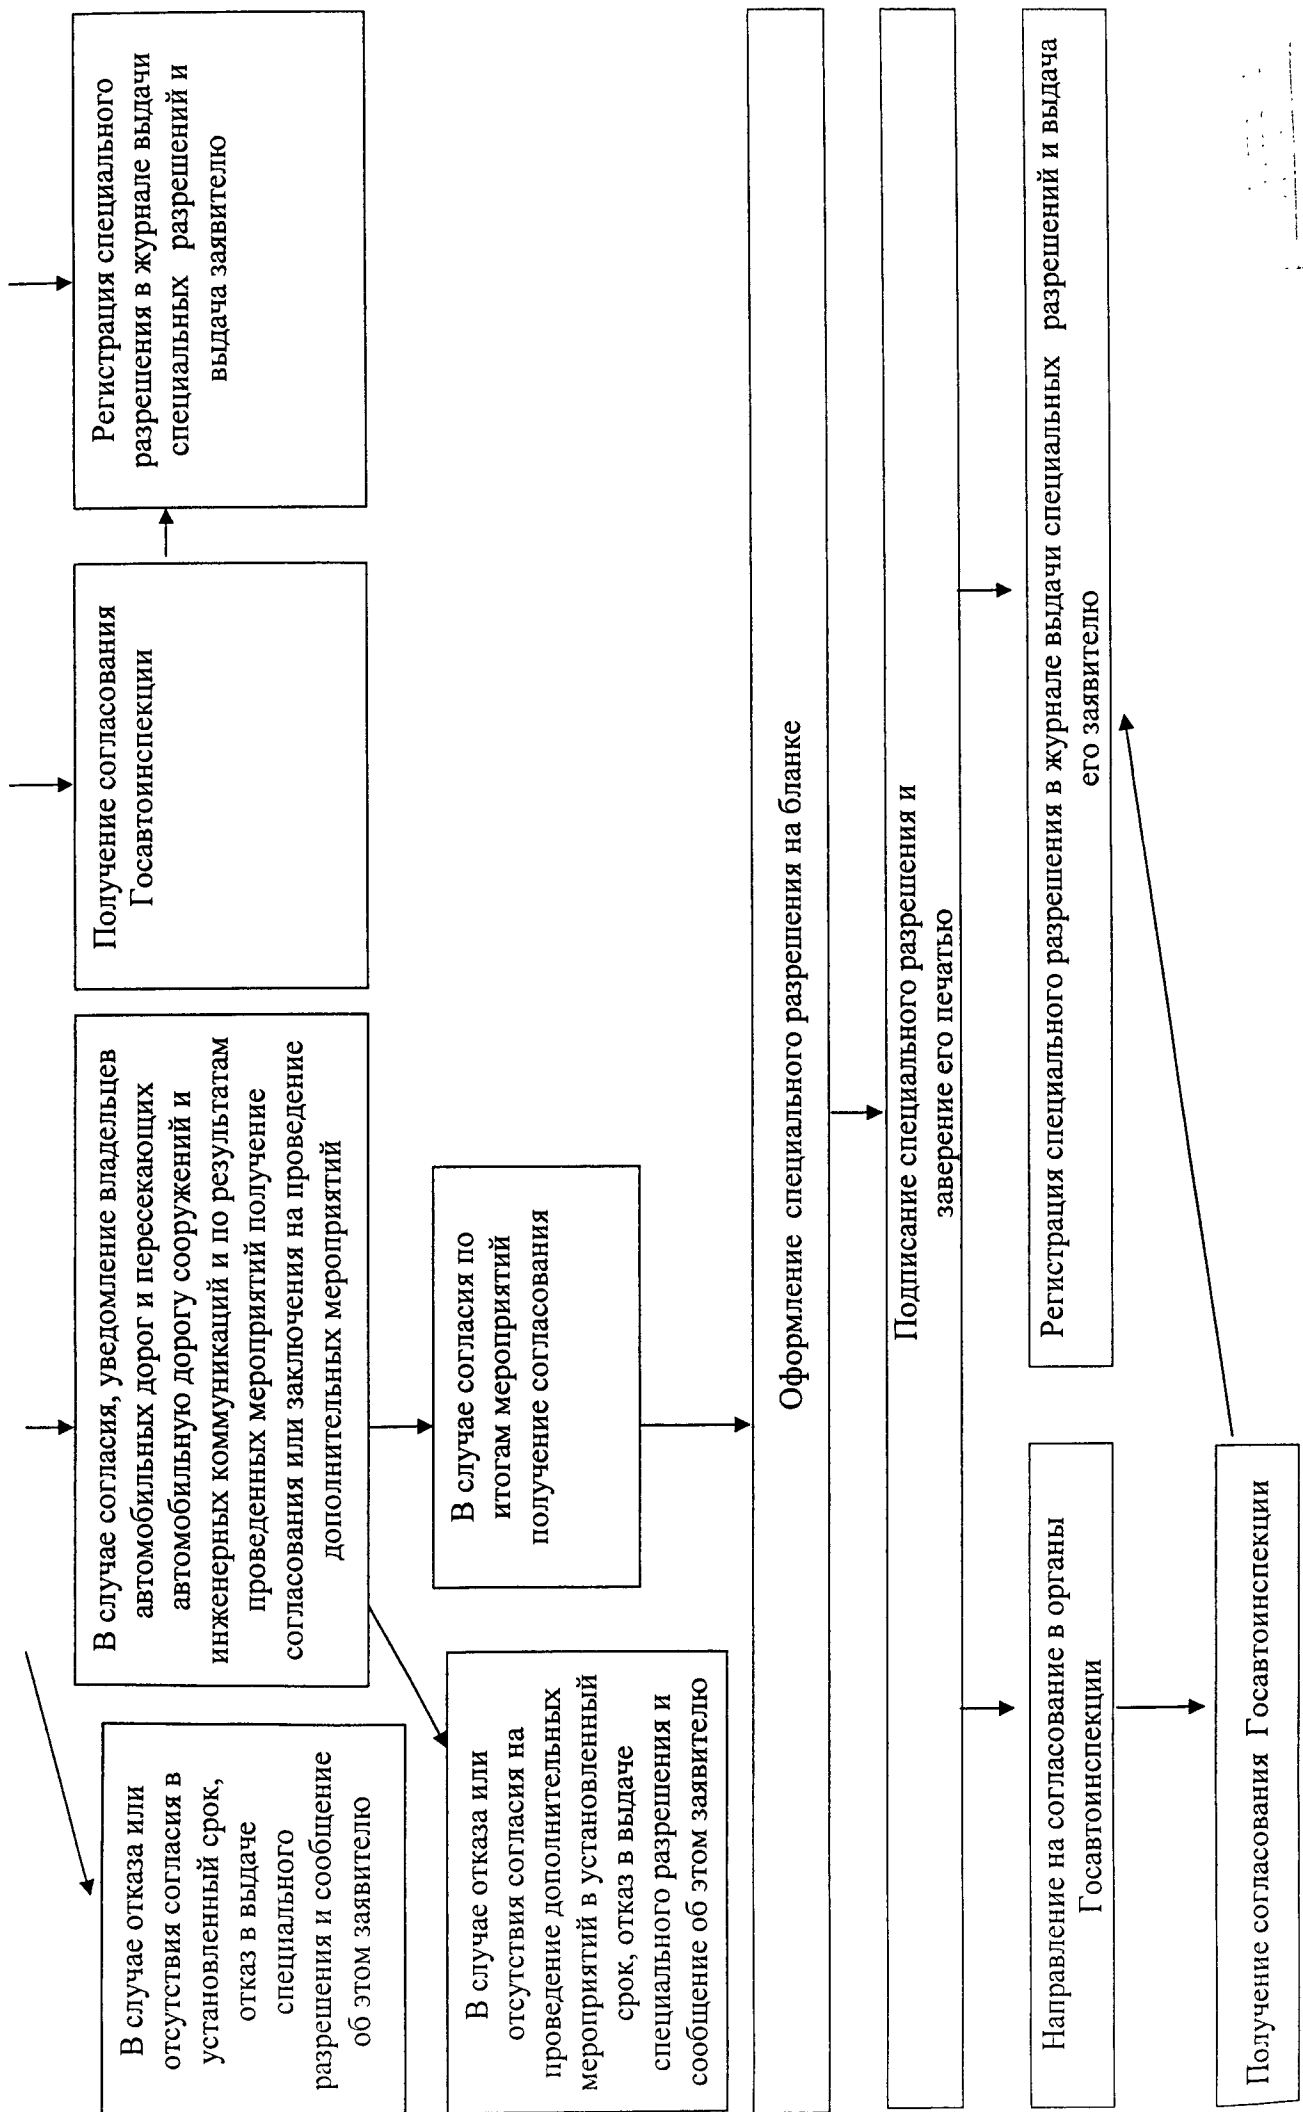 В случае отказа или
отсутствия согласия в
установленный срок,
отказ в выдаче
специального
разрешения и сообщение
об этом заявителю
В случае согласия, уведомление владельцев
автомобильных дорог и пересекающих
автомобильную дорогу сооружений и
инженерных коммуникаций и по результатам
проведенных мероприятий получение
согласования или заключения на проведение
дополнительных мероприятий
Получение согласования
Госавтоинспекции
Регистрация специального
разрешения в журнале выдачи
специальных разрешений и
выдача заявителю
В случае отказа или
отсутствия согласия на
проведение дополнительных
мероприятий в установленный
срок, отказ в выдаче
специального разрешения и
сообщение об этом заявителю
В случае согласия по
итогам мероприятий
получение согласования
Оформление специального разрешения на бланке
Подписание специального разрешения и
заверение его печатью
Направление на согласование в органы
Госавтоинспекции
Регистрация специального разрешения в журнале выдачи специальных разрешений и выдача
его заявителю
Получение согласования Госавтоинспекции